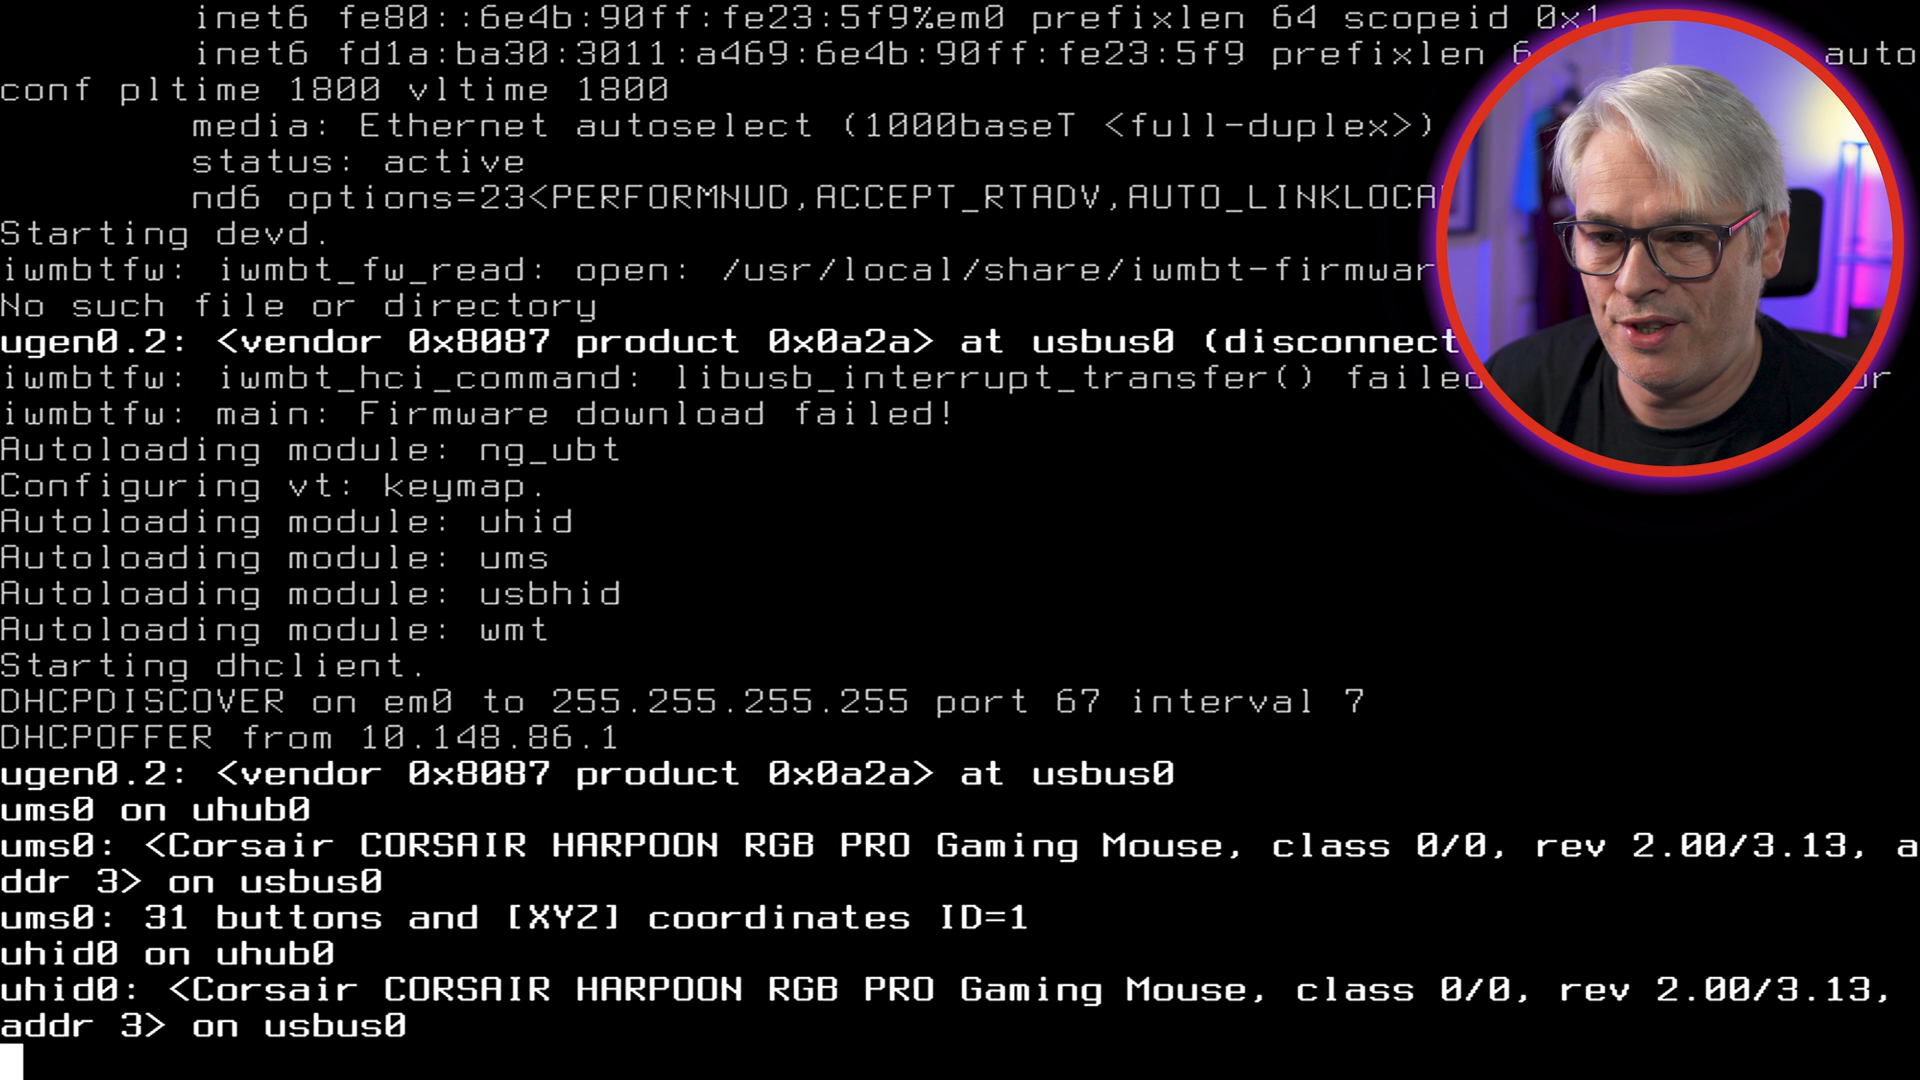 inet6 fe80::6e4b:90ff:fe23:5f9%em0 prefixlen 64 scopeid 0x1
inet6 fd1a:ba30:3011:a469:6e4b:90ff:fe23:5f9 prefixlen 6 auto
conf pltime 1800 vltime 1800
media: Ethernet autoselect (1000baseT <full-duplex>)
status: active
nd6 options=23<PERFORMNUD,ACCEPT_RTADV,AUTO_LINKLOCA
Starting devd.
iwmbtfw: iwmbt_fw_read: open: /usr/local/share/iwmbt-firmwar
No such file or directory
ugen0.2: <vendor 0x8087 product 0x0a2a> at usbus0 (disconnect
iwmbtfw: iwmbt_hci_command: libusb_interrupt_transfer() failed
iwmbtfw: main: Firmware download failed!
Autoloading module: ng_ubt
Configuring vt: keymap.
Autoloading module: uhid
Autoloading module: ums
Autoloading module: usbhid
Autoloading module: wmt
Starting dhclient.
DHCPDISCOVER on em0 to 255.255.255.255 port 67 interval 7
DHCPOFFER from 10.148.86.1
ugen0.2: <vendor 0x8087 product 0x0a2a> at usbus0
ums0 on uhub0
ums0: <Corsair CORSAIR HARPOON RGB PRO Gaming Mouse, class 0/0, rev 2.00/3.13, a
ddr 3> on usbus0
ums0: 31 buttons and [XYZ] coordinates ID=1
uhid0 on uhub0
uhid0: <Corsair CORSAIR HARPOON RGB PRO Gaming Mouse, class 0/0, rev 2.00/3.13,
addr 3> on usbus0